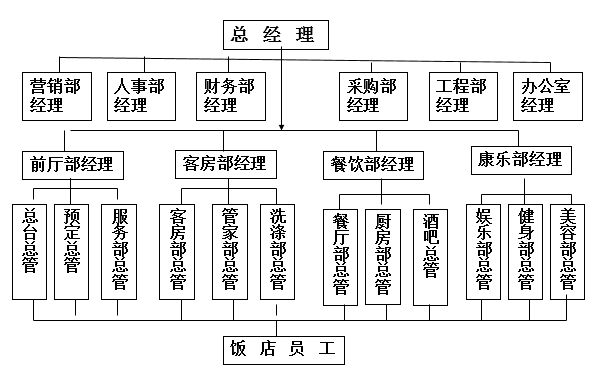 总 经 理
营销部
经理
人事部
经理
财务部
经理
采购部
经理
工程部
经理
办公室
经理
前厅部经理
客房部经理
餐饮部经理
康乐部经理
总台总管
预定总管
服务部总管
客房部总管
管家部总管
洗涤部总管
餐厅部总管
厨房部总管
酒吧总管
娱乐部总管
健身部总管
美容部总管
饭 店 员 工